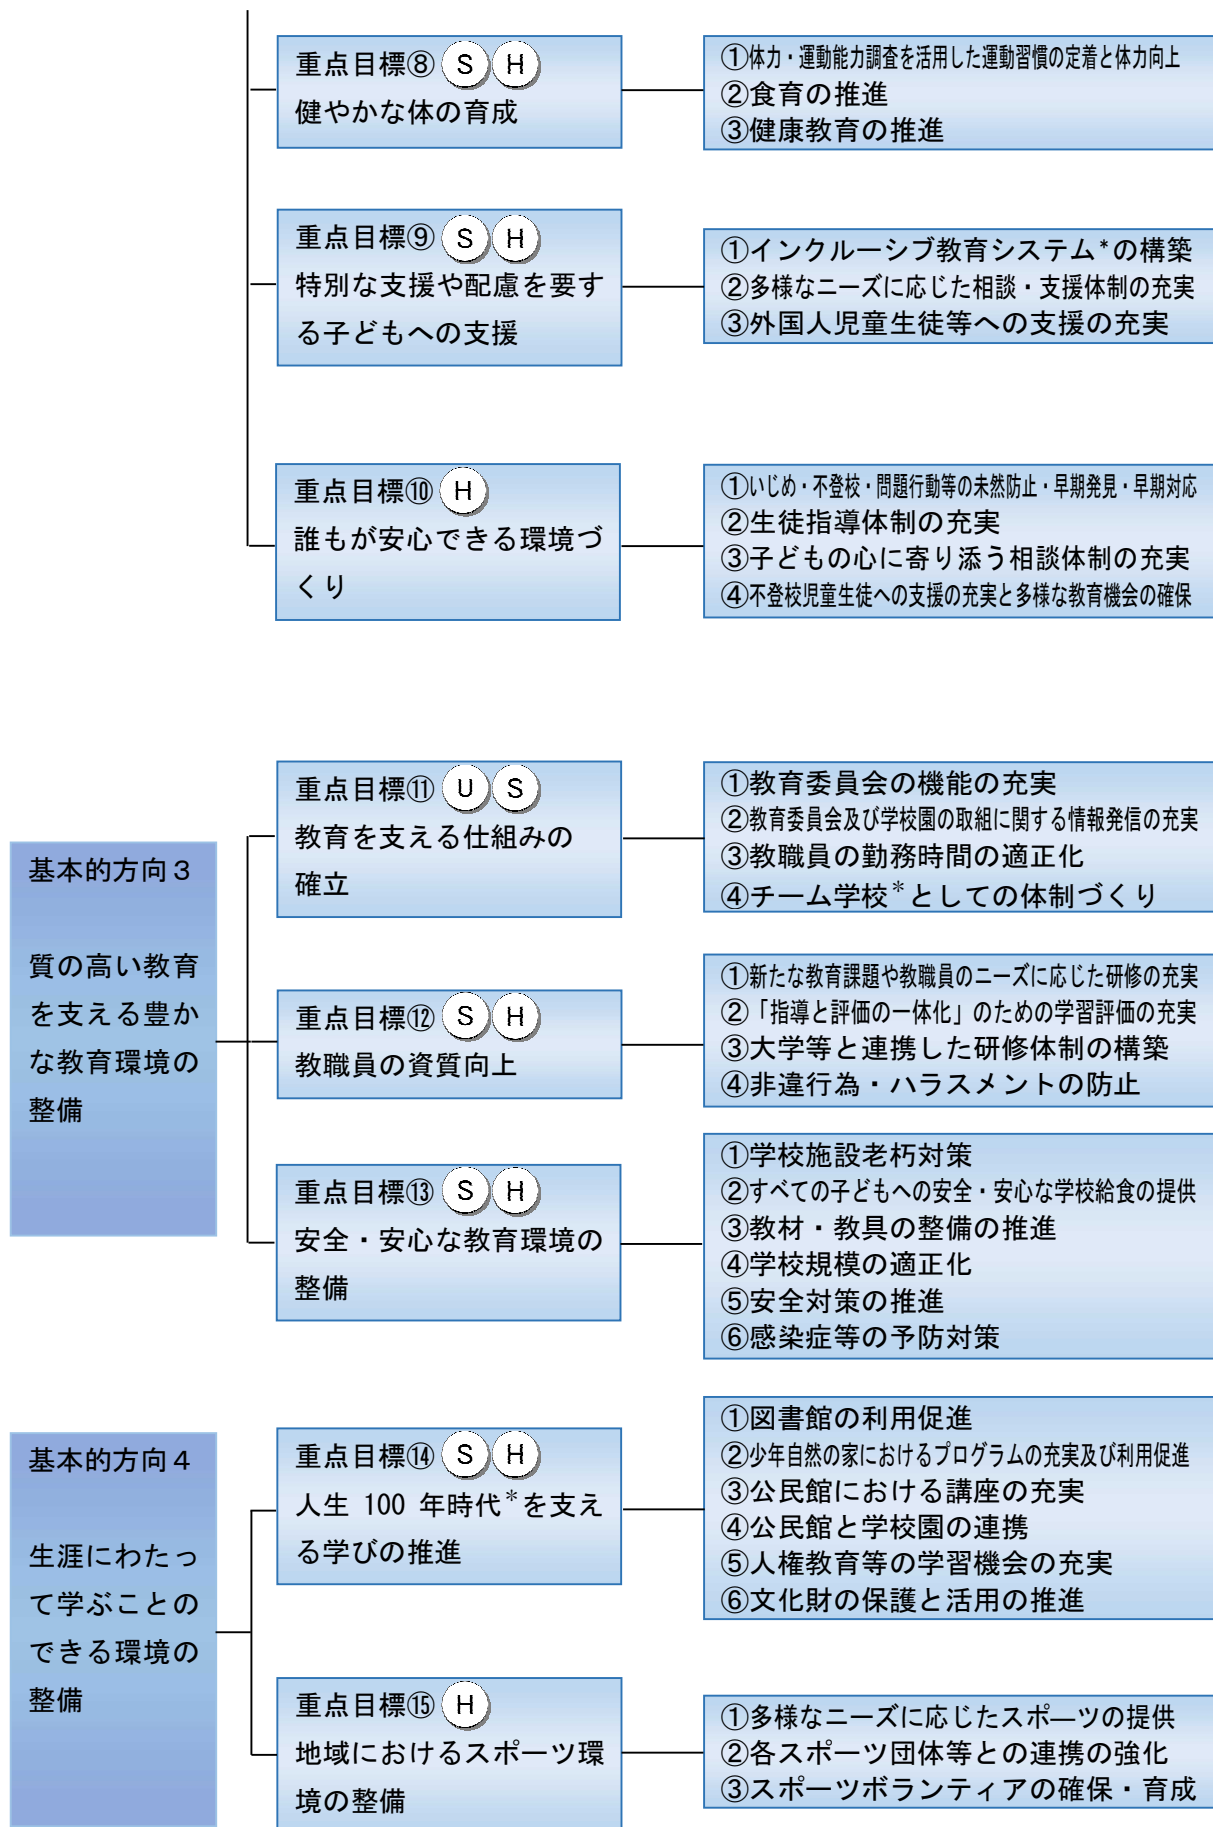 重点目標⑧ S H
健やかな体の育成
①体力・運動能力調査を活用した運動習慣の定着と体力向上
②食育の推進
③健康教育の推進
重点目標⑨ S H
特別な支援や配慮を要す
る子どもへの支援
①インクルーシブ教育システム*の構築
②多様なニーズに応じた相談・支援体制の充実
③外国人児童生徒等への支援の充実
重点目標⑩ H
誰もが安心できる環境づ
くり
①いじめ・不登校・問題行動等の未然防止・早期発見・早期対応
②生徒指導体制の充実
③子どもの心に寄り添う相談体制の充実
④不登校児童生徒への支援の充実と多様な教育機会の確保
基本的方向３
質の高い教育
を支える豊か
な教育環境の
整備
重点目標⑪ U S
教育を支える仕組みの
確立
①教育委員会の機能の充実
②教育委員会及び学校園の取組に関する情報発信の充実
③教職員の勤務時間の適正化
④チーム学校*としての体制づくり
重点目標⑫ S H
教職員の資質向上
①新たな教育課題や教職員のニーズに応じた研修の充実
②「指導と評価の一体化」のための学習評価の充実
③大学等と連携した研修体制の構築
④非違行為・ハラスメントの防止
重点目標⑬ S H
安全・安心な教育環境の
整備
①学校施設老朽対策
②すべての子どもへの安全・安心な学校給食の提供
③教材・教具の整備の推進
④学校規模の適正化
⑤安全対策の推進
⑥感染症等の予防対策
基本的方向４
生涯にわたっ
て学ぶことの
できる環境の
整備
重点目標⑭ S H
人生 100 年時代*を支え
る学びの推進
①図書館の利用促進
②少年自然の家におけるプログラムの充実及び利用促進
③公民館における講座の充実
④公民館と学校園の連携
⑤人権教育等の学習機会の充実
⑥文化財の保護と活用の推進
重点目標⑮ H
地域におけるスポーツ環
境の整備
①多様なニーズに応じたスポ―ツの提供
②各スポーツ団体等との連携の強化
③スポーツボランティアの確保・育成